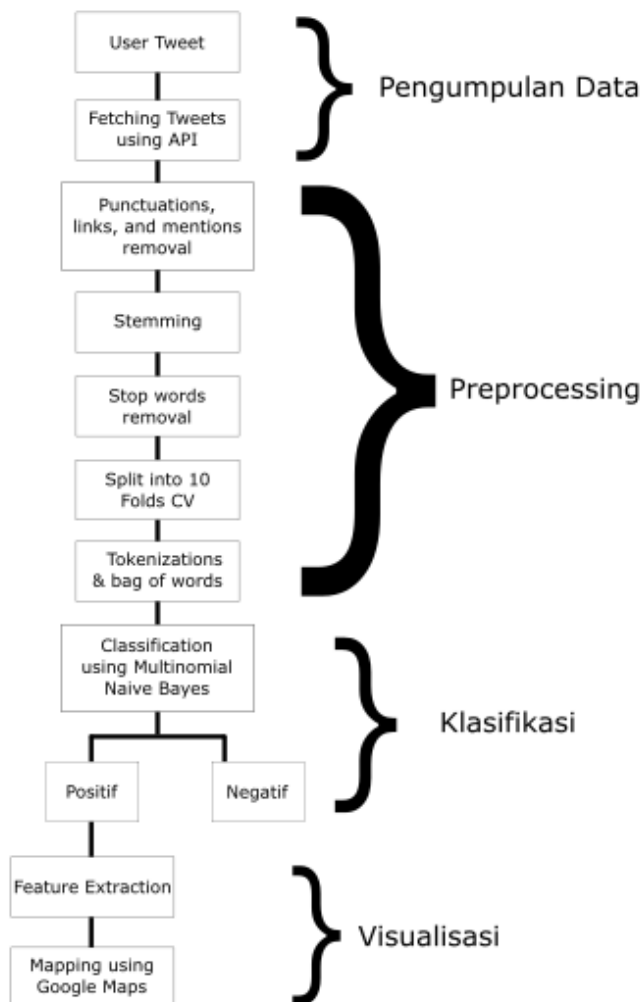 User Tweet
Pengumpulan Data
Fetching Tweets
using API
Punctuations,
links, and mentions
removal
Stemming
Preprocessing
Stop words
removal
Split into 10
Folds CV
Tokenizations
& bag of words
Classification
using Multinomial
Naive Bayes
Klasifikasi
Positif
Negatif
Feature Extraction
Visualisasi
Mapping using
Google Maps